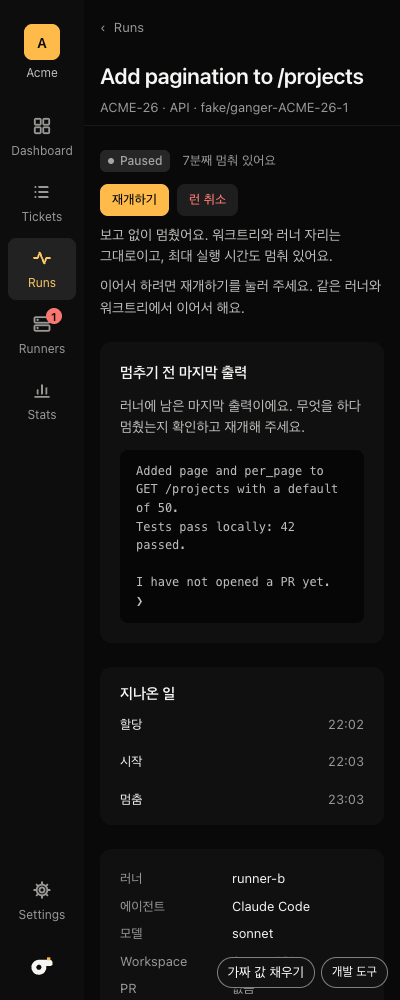 A
Acme
Dashboard
Tickets
Runs
1
Runners
Stats
Settings
‹ Runs
Add pagination to /projects
ACME-26 · API · fake/ganger-ACME-26-1
Paused 7분째 멈춰 있어요
재개하기 런 취소
보고 없이 멈췄어요. 워크트리와 러너 자리는
그대로이고, 최대 실행 시간도 멈춰 있어요.
이어서 하려면 재개하기를 눌러 주세요. 같은 러너와
워크트리에서 이어서 해요.
멈추기 전 마지막 출력
러너에 남은 마지막 출력이에요. 무엇을 하다
멈췄는지 확인하고 재개해 주세요.
Added page and per_page to
GET /projects with a default
of 50.
Tests pass locally: 42
passed.
I have not opened a PR yet.
❯
지나온 일
할당 22:02
시작 22:03
멈춤 23:03
러너 runner-b
에이전트 Claude Code
모델 sonnet
Workspace
가짜 값 채우기 개발 도구
PR 없음